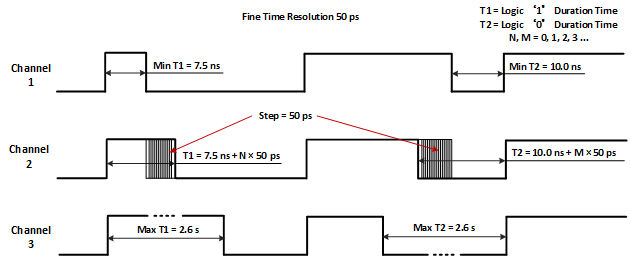 Fine Time Resolution 50 ps
T1 = Logic ‘1’ Duration Time
T2 = Logic ‘0’ Duration Time
N, M = 0, 1, 2, 3 ...
Channel
1
Min T1 = 7.5 ns
Min T2 = 10.0 ns
Step = 50 ps
Channel
2
T1 = 7.5 ns + N × 50 ps
T2 = 10.0 ns + M × 50 ps
Channel
3
Max T1 = 2.6 s
Max T2 = 2.6 s